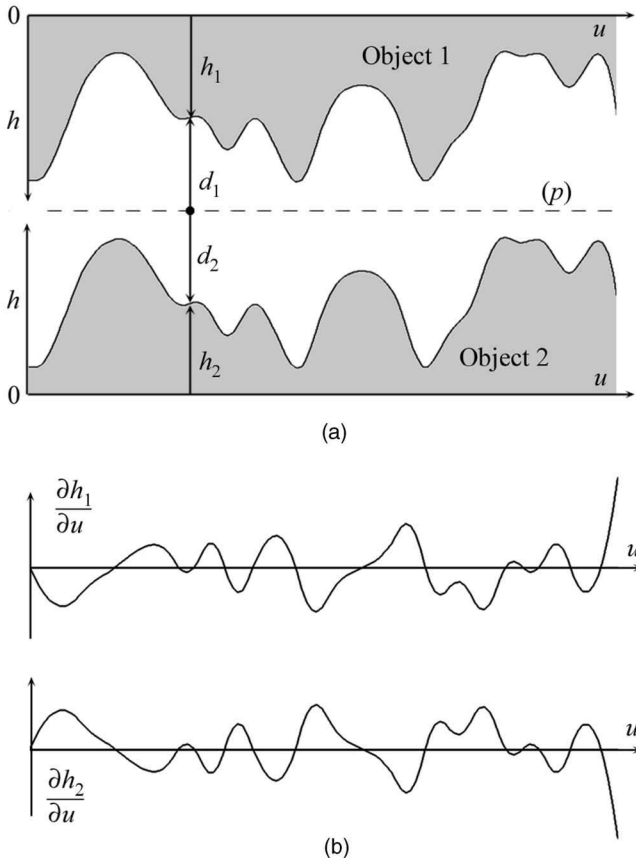 0
u
Object 1
h₁
h
d₁
(p)
d₂
h
Object 2
h₂
0
u
(a)
∂h₁
∂u
u
u
∂h₂
∂u
(b)